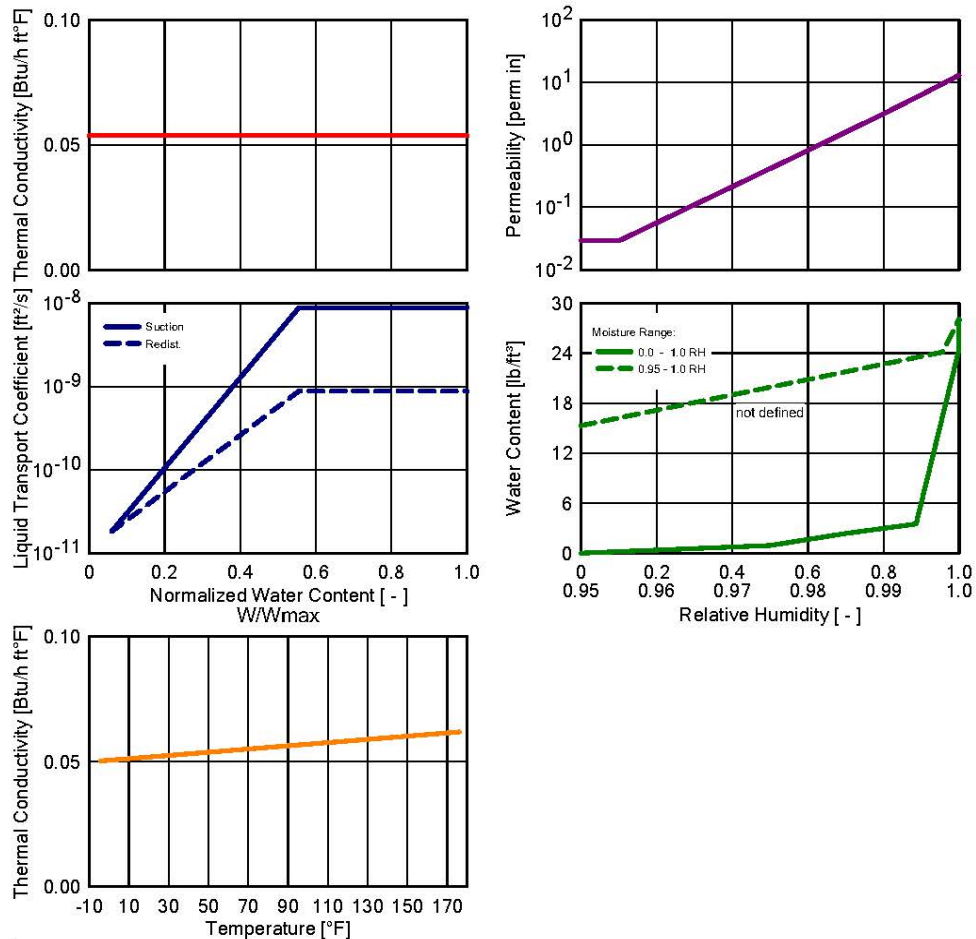 Thermal Conductivity [Btu/h ft°F]
0.10
0.05
0.00
Permeability [perm in]
10²
10¹
10⁰
10⁻¹
10⁻²
Liquid Transport Coefficient [ft²/s]
10⁻⁸
10⁻⁹
10⁻¹⁰
10⁻¹¹
Suction
Redist.
0 0.2 0.4 0.6 0.8 1.0
Normalized Water Content [ - ]
W/Wmax
Water Content [lb/ft³]
30
24
18
12
6
0
Moisture Range:
0.0 - 1.0 RH
0.95 - 1.0 RH
not defined
0 0.2 0.4 0.6 0.8 1.0
0.95 0.96 0.97 0.98 0.99 1.0
Relative Humidity [ - ]
Thermal Conductivity [Btu/h ft°F]
0.10
0.05
0.00
-10 10 30 50 70 90 110 130 150 170
Temperature [°F]